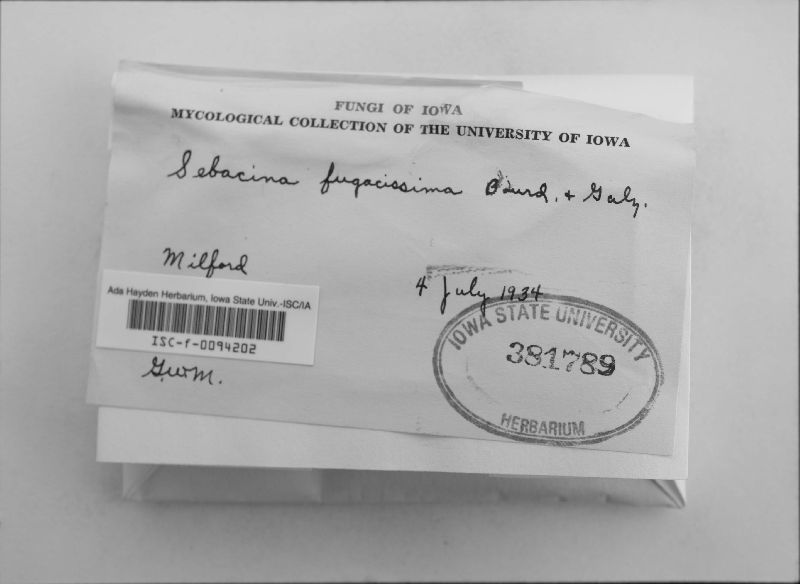 FUNGI OF IOWA
MYCOLOGICAL COLLECTION OF THE UNIVERSITY OF IOWA
Sebacina fugacissima Bourd. + Galz.
Milford
4 July 1934
Ada Hayden Herbarium, Iowa State Univ.-ISC/IA
ISC-f-0094202
G.W.M.
IOWA STATE UNIVERSITY
381789
HERBARIUM